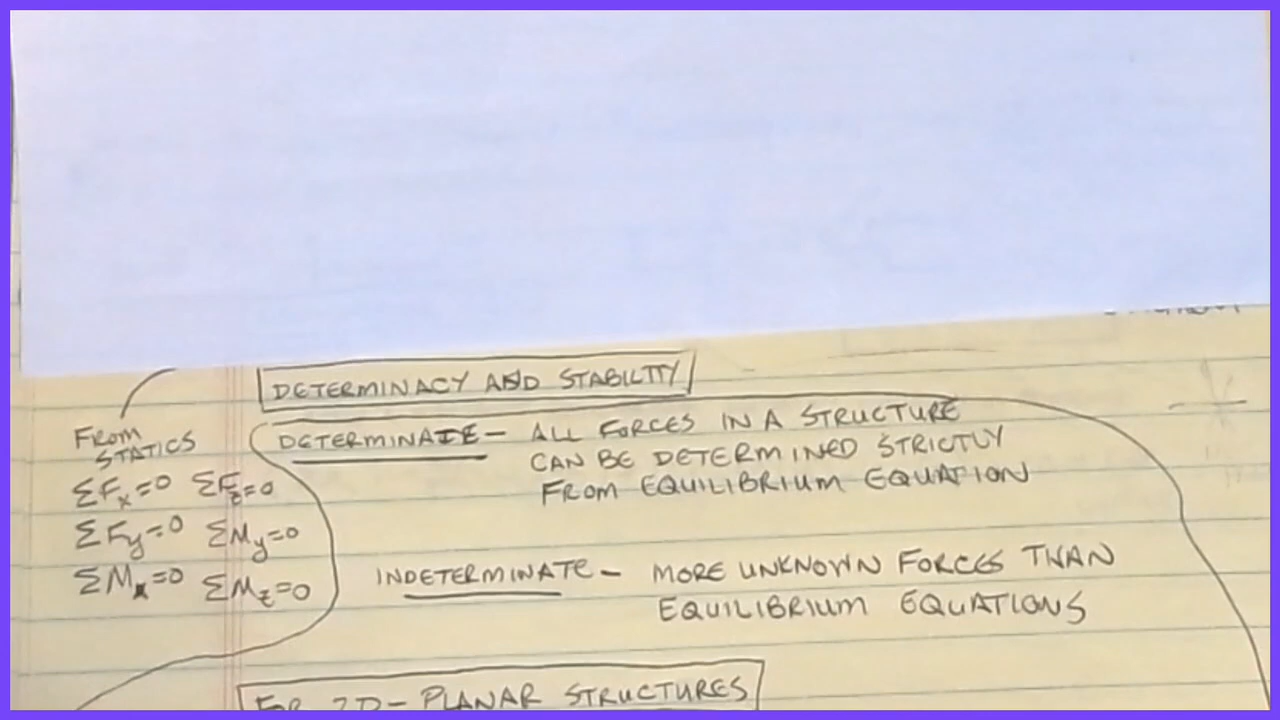 DETERMINACY AND STABILITY
FROM
STATICS
ΣFx=0 ΣFz=0
ΣFy=0 ΣMy=0
ΣMx=0 ΣMz=0
DETERMINATE - ALL FORCES IN A STRUCTURE
CAN BE DETERMINED STRICTLY
FROM EQUILIBRIUM EQUATION
INDETERMINATE - MORE UNKNOWN FORCES THAN
EQUILIBRIUM EQUATIONS
FOR 2D - PLANAR STRUCTURES